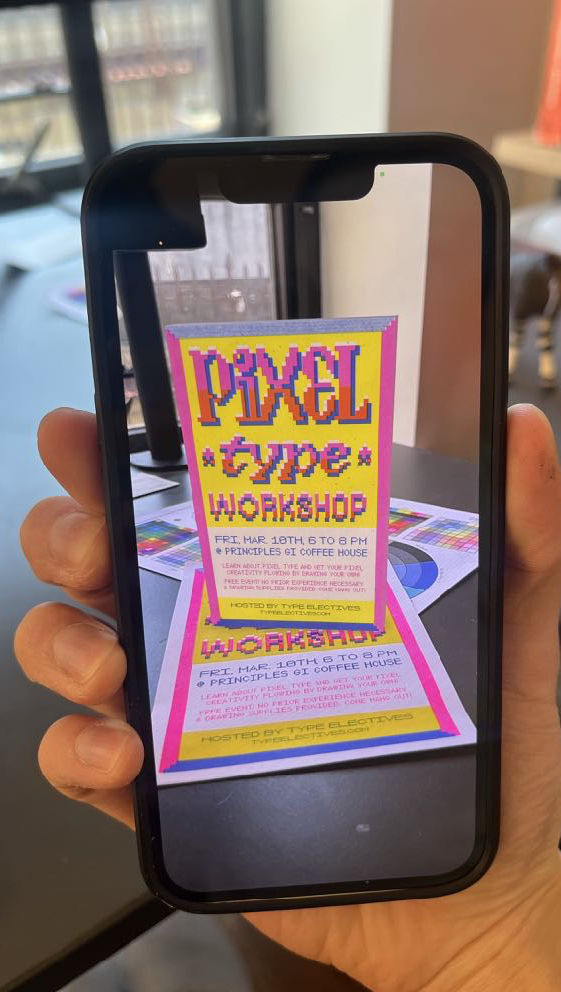 PiXEL
*type*
WORKSHOP
FRI, MAR. 10TH, 6 TO 8 PM
@ PRINCIPLES GI COFFEE HOUSE
LEARN ABOUT PIXEL TYPE AND GET YOUR PIXEL
CREATIVITY FLOWING BY DRAWING YOUR OWN!
FREE EVENT! NO PRIOR EXPERIENCE NECESSARY
& DRAWING SUPPLIES PROVIDED. COME HANG OUT!
HOSTED BY TYPE ELECTIVES
TYPEELECTIVES.COM
WORKSHOP
FRI, MAR. 10TH, 6 TO 8 PM
@ PRINCIPLES GI COFFEE HOUSE
LEARN ABOUT PIXEL TYPE AND GET YOUR PIXEL
CREATIVITY FLOWING BY DRAWING YOUR OWN!
FREE EVENT! NO PRIOR EXPERIENCE NECESSARY
& DRAWING SUPPLIES PROVIDED. COME HANG OUT!
HOSTED BY TYPE ELECTIVES
TYPEELECTIVES.COM